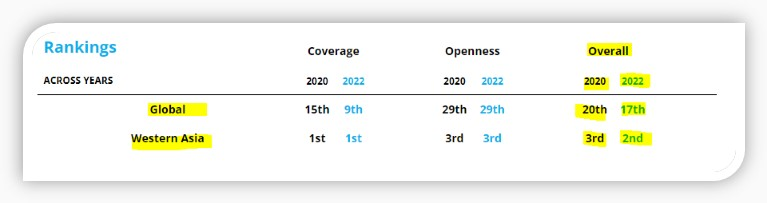 Rankings
Coverage Openness Overall
ACROSS YEARS 2020 2022 2020 2022 2020 2022
Global 15th 9th 29th 29th 20th 17th
Western Asia 1st 1st 3rd 3rd 3rd 2nd